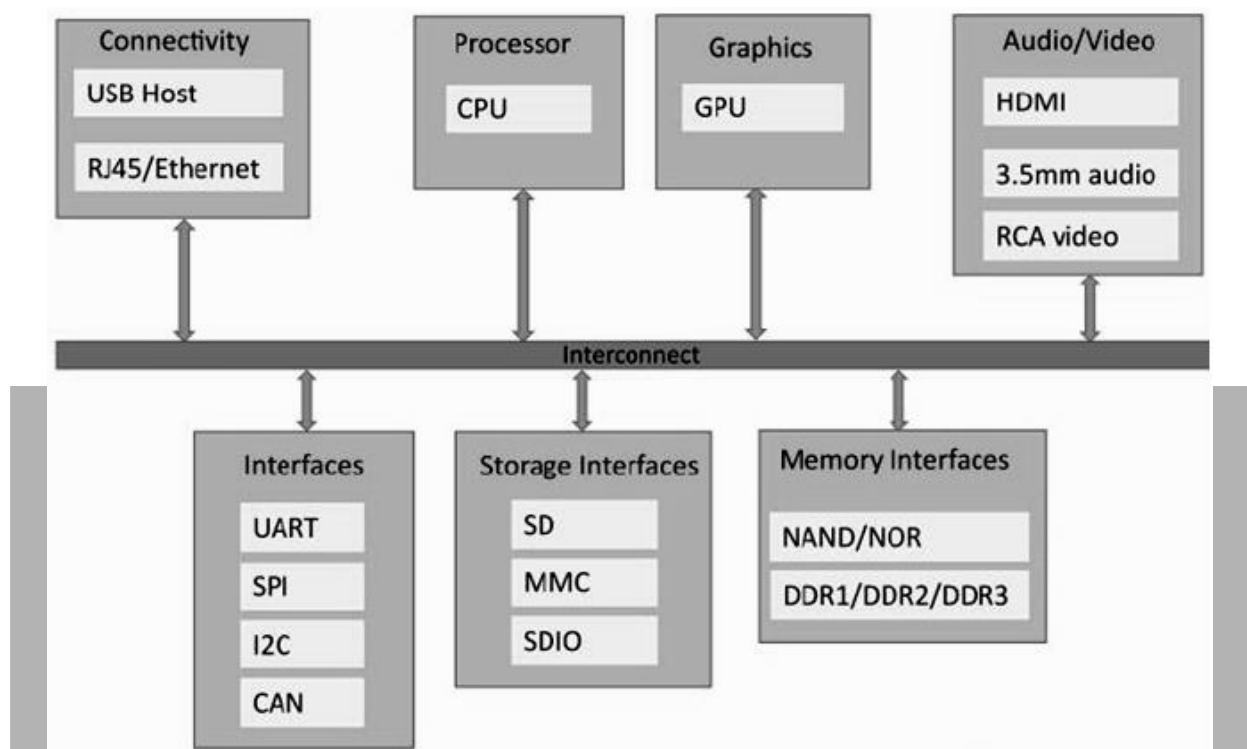 Connectivity
USB Host
RJ45/Ethernet
Processor
CPU
Graphics
GPU
Audio/Video
HDMI
3.5mm audio
RCA video
Interconnect
Interfaces
UART
SPI
I2C
CAN
Storage Interfaces
SD
MMC
SDIO
Memory Interfaces
NAND/NOR
DDR1/DDR2/DDR3